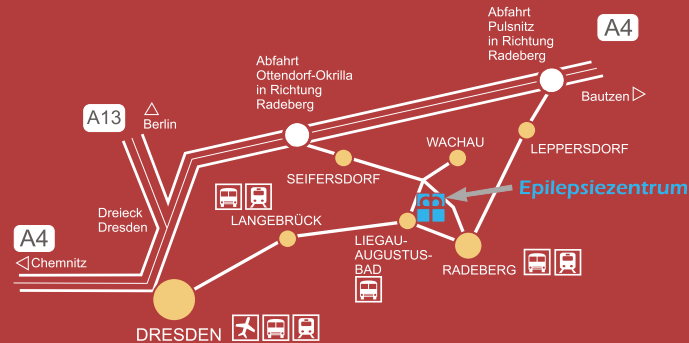 Abfahrt
Pulsnitz
in Richtung
Radeberg
A4
Abfahrt
Ottendorf-Okrilla
in Richtung
Radeberg
Bautzen
A13
Berlin
WACHAU
LEPPERSDORF
SEIFERSDORF
Epilepsiezentrum
Dreieck
Dresden
LANGEBRÜCK
A4
Chemnitz
LIEGAU-
AUGUSTUS-
BAD
RADEBERG
DRESDEN